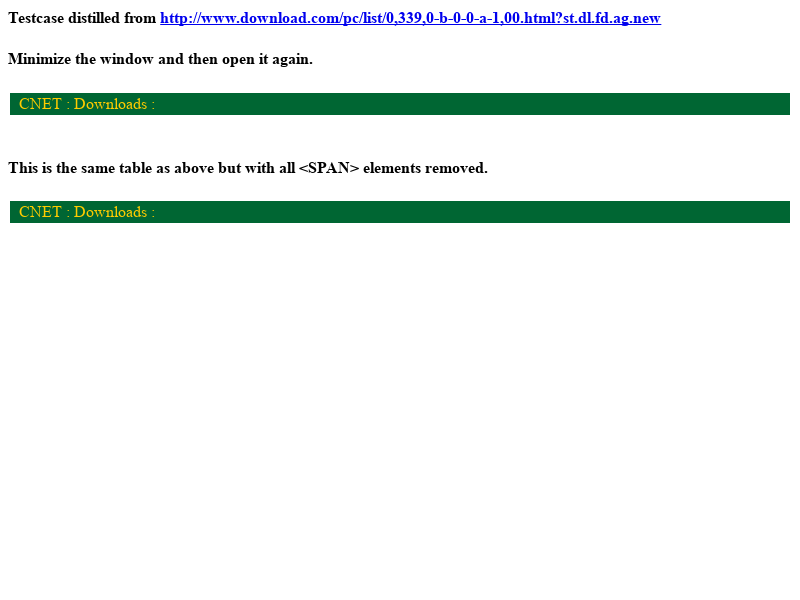 Testcase distilled from http://www.download.com/pc/list/0,339,0-b-0-0-a-1,00.html?st.dl.fd.ag.new
Minimize the window and then open it again.
CNET : Downloads :
This is the same table as above but with all <SPAN> elements removed.
CNET : Downloads :